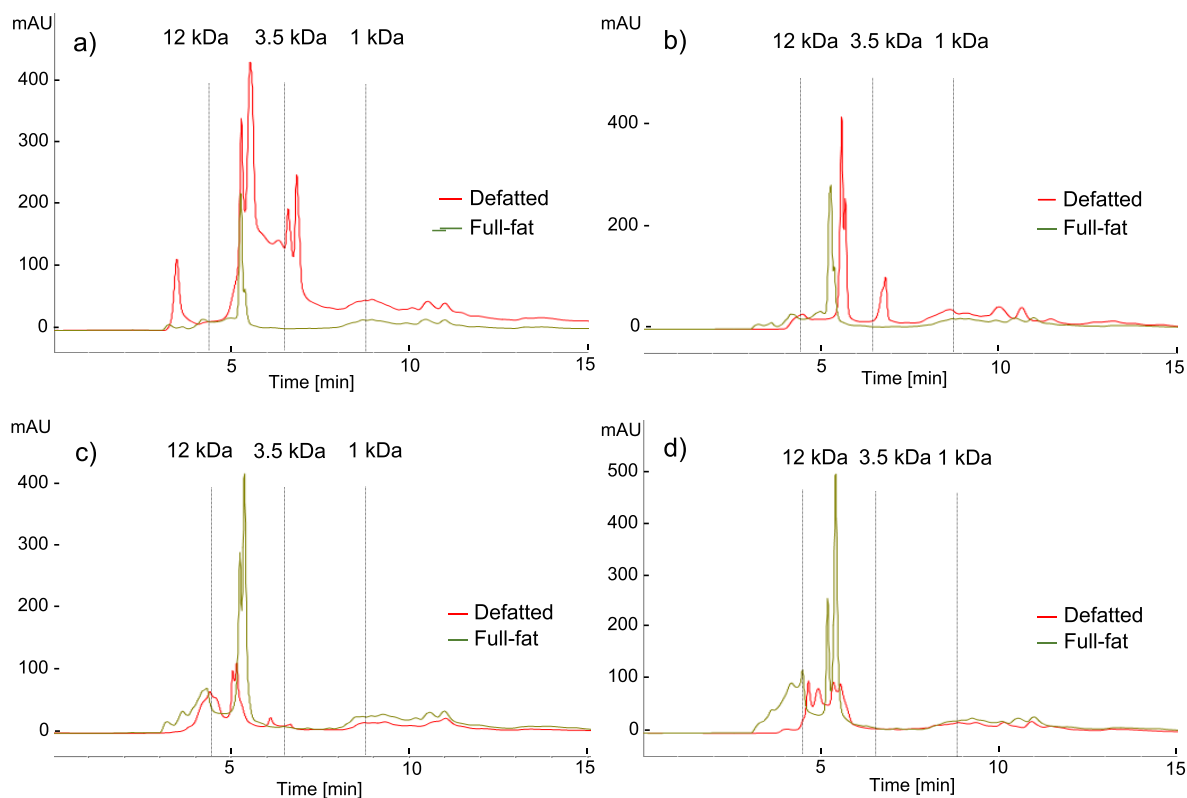 mAU
a)
12 kDa 3.5 kDa 1 kDa
400
300
200
100
0
Defatted
Full-fat
5 10 15
Time [min]
mAU
b)
12 kDa 3.5 kDa 1 kDa
400
200
0
Defatted
Full-fat
5 10 15
Time [min]
mAU
c)
12 kDa 3.5 kDa 1 kDa
400
300
200
100
0
Defatted
Full-fat
5 10 15
Time [min]
mAU
d)
12 kDa 3.5 kDa 1 kDa
500
400
300
200
100
0
Defatted
Full-fat
5 10 15
Time [min]